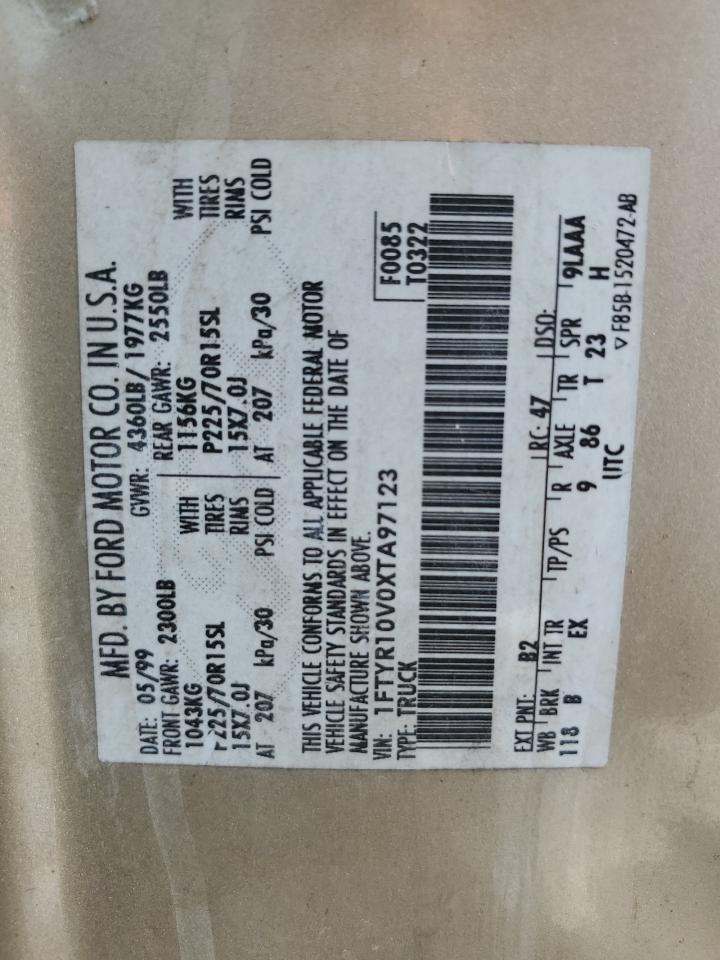 MFD. BY FORD MOTOR CO. IN U.S.A.
DATE: 05/99 GVWR: 4360LB/ 1977KG
FRONT GAWR: 2300LB REAR GAWR: 2550LB
1043KG WITH 1156KG WITH
P225/70R15SL TIRES P225/70R15SL TIRES
15X7.0J RIMS 15X7.0J RIMS
AT 207 kPa/30 PSI COLD AT 207 kPa/30 PSI COLD
THIS VEHICLE CONFORMS TO ALL APPLICABLE FEDERAL MOTOR
VEHICLE SAFETY STANDARDS IN EFFECT ON THE DATE OF
MANUFACTURE SHOWN ABOVE.
VIN: 1FTYR10V0XTA97123 F0085
TYPE: TRUCK T0322
EXT PNT: B2 RC: 47 DSO:
WB BRK INT TR TP/PS R AXLE TR SPR 9LAAA
118 B EX 9 86 T 23 H
UTC ▽F85B-1520472-AB